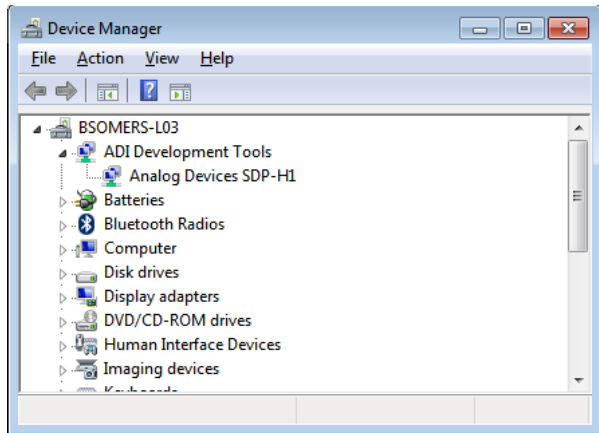 Device Manager
File Action View Help
BSOMERS-L03
ADI Development Tools
Analog Devices SDP-H1
Batteries
Bluetooth Radios
Computer
Disk drives
Display adapters
DVD/CD-ROM drives
Human Interface Devices
Imaging devices
Keyboards